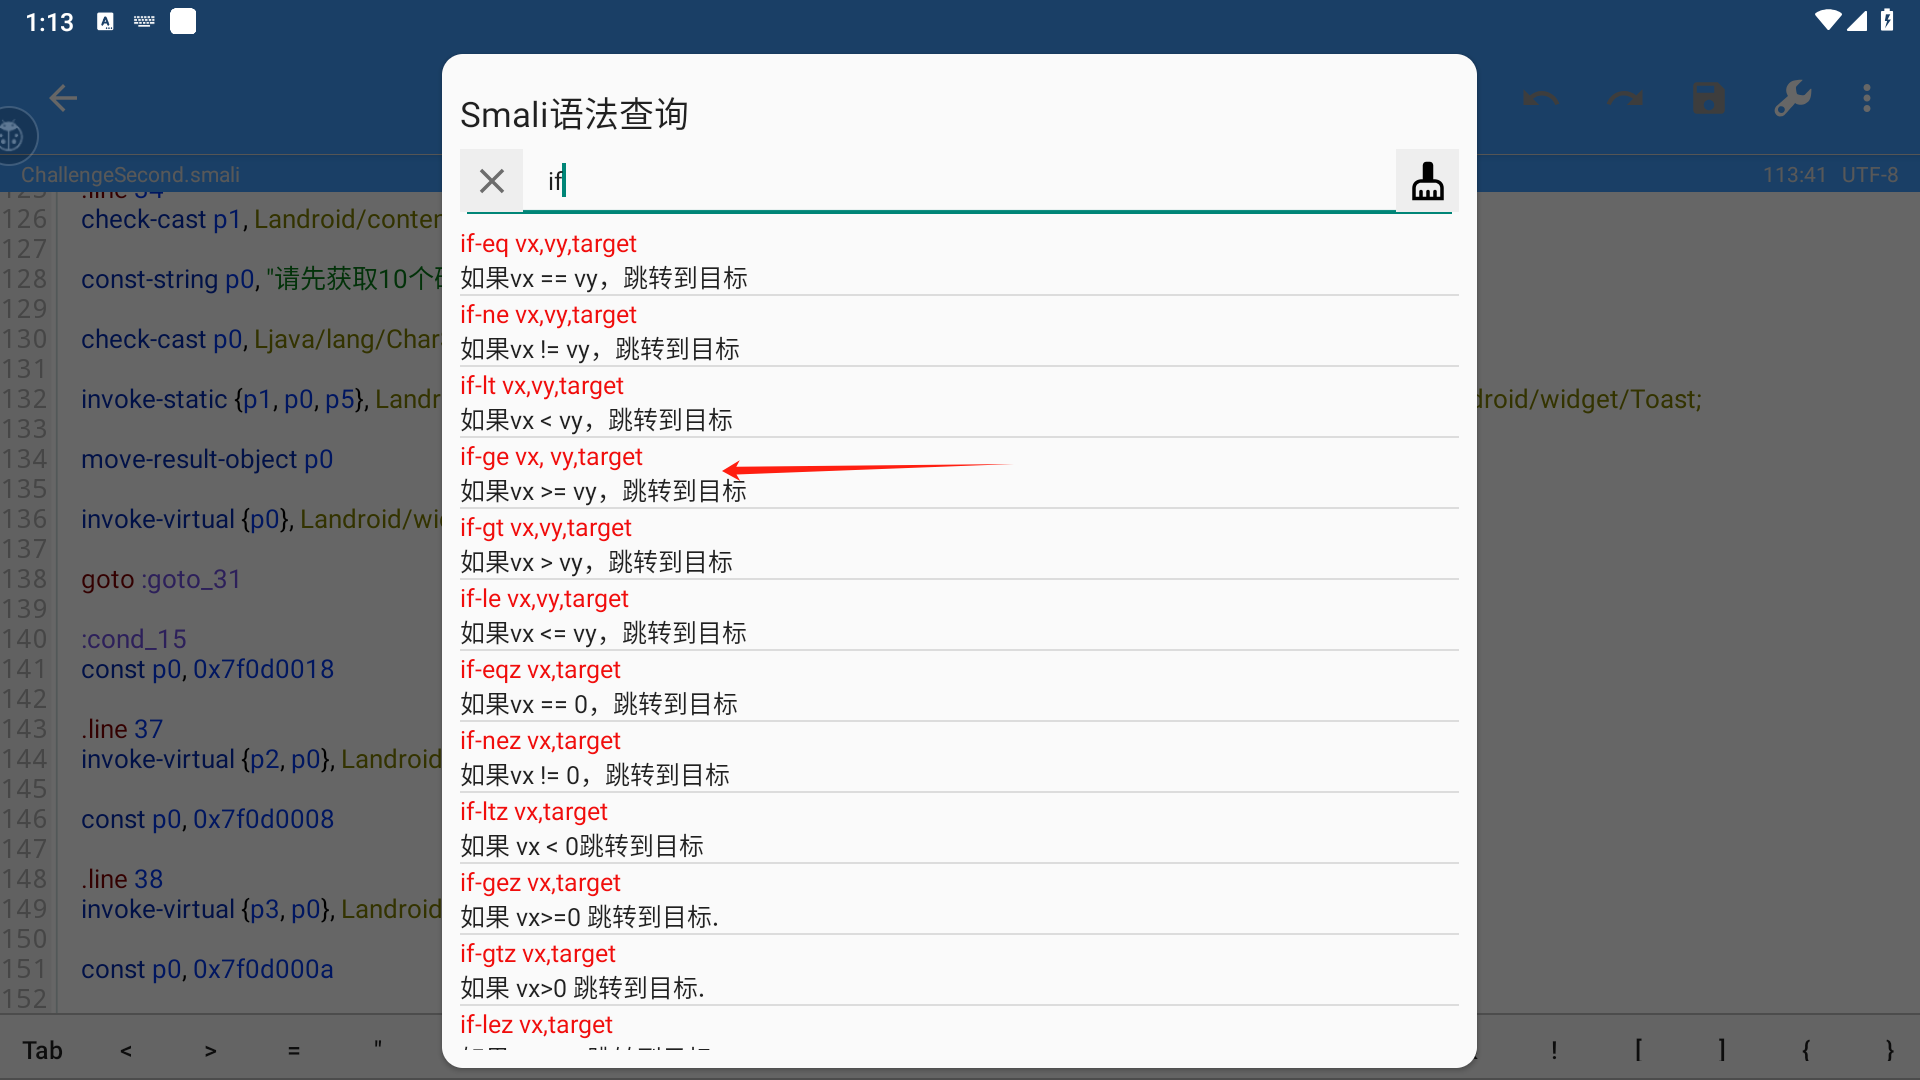 1:13
ChallengeSecond.smali
113:41 UTF-8
Smali语法查询
if
if-eq vx,vy,target
如果vx == vy，跳转到目标
if-ne vx,vy,target
如果vx != vy，跳转到目标
if-lt vx,vy,target
如果vx < vy，跳转到目标
if-ge vx, vy,target
如果vx >= vy，跳转到目标
if-gt vx,vy,target
如果vx > vy，跳转到目标
if-le vx,vy,target
如果vx <= vy，跳转到目标
if-eqz vx,target
如果vx == 0，跳转到目标
if-nez vx,target
如果vx != 0，跳转到目标
if-ltz vx,target
如果 vx < 0跳转到目标
if-gez vx,target
如果 vx>=0 跳转到目标.
if-gtz vx,target
如果 vx>0 跳转到目标.
if-lez vx,target
126 check-cast p1, Landroid/conten
127
128 const-string p0, "请先获取10个
129
130 check-cast p0, Ljava/lang/Char
131
132 invoke-static {p1, p0, p5}, Landr droid/widget/Toast;
133
134 move-result-object p0
135
136 invoke-virtual {p0}, Landroid/wi
137
138 goto :goto_31
139
140 :cond_15
141 const p0, 0x7f0d0018
142
143 .line 37
144 invoke-virtual {p2, p0}, Landroid
145
146 const p0, 0x7f0d0008
147
148 .line 38
149 invoke-virtual {p3, p0}, Landroid
150
151 const p0, 0x7f0d000a
152
Tab < > = " ! [ ] { }